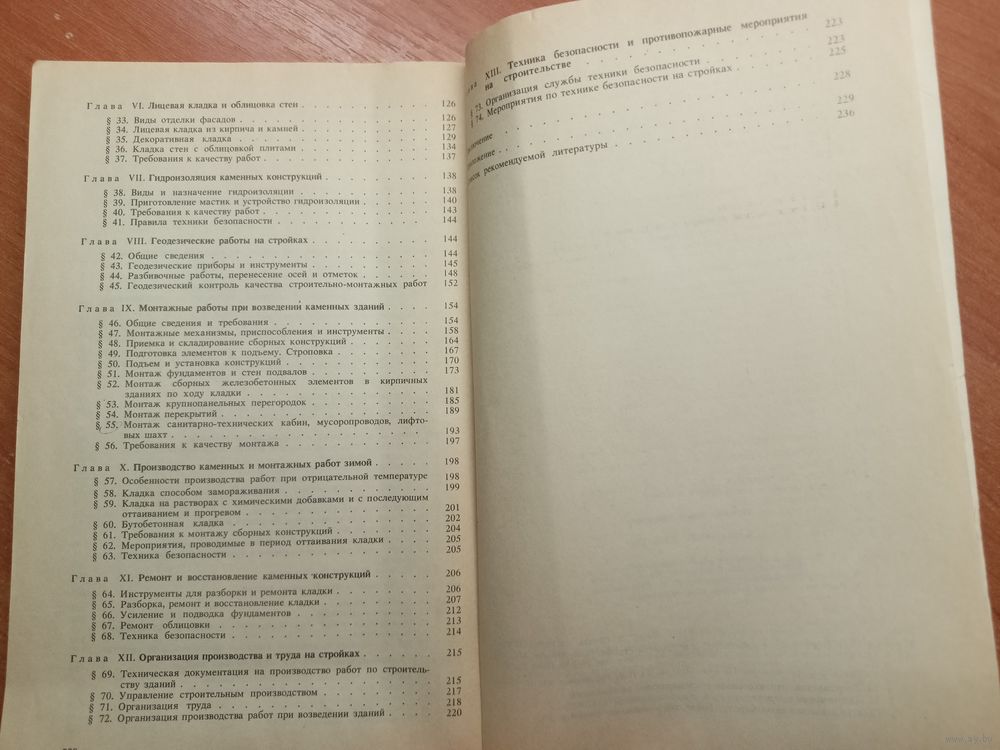 Глава VI. Лицевая кладка и облицовка стен . . . . . . . . . 126
§ 33. Виды отделки фасадов . . . . . . . . . 126
§ 34. Лицевая кладка из кирпича и камней . . . . . . . . . 127
§ 35. Декоративная кладка . . . . . . . . . 129
§ 36. Кладка стен с облицовкой плитами . . . . . . . . . 134
§ 37. Требования к качеству работ . . . . . . . . . 137
Глава VII. Гидроизоляция каменных конструкций . . . . . . . . . 138
§ 38. Виды и назначение гидроизоляции . . . . . . . . . 138
§ 39. Приготовление мастик и устройство гидроизоляции . . . . . . 140
§ 40. Требования к качеству работ . . . . . . . . . 143
§ 41. Правила техники безопасности . . . . . . . . . 144
Глава VIII. Геодезические работы на стройках . . . . . . . . . 144
§ 42. Общие сведения . . . . . . . . . 144
§ 43. Геодезические приборы и инструменты . . . . . . . . . 145
§ 44. Разбивочные работы, перенесение осей и отметок . . . . . . 148
§ 45. Геодезический контроль качества строительно-монтажных работ 152
Глава IX. Монтажные работы при возведении каменных зданий . . . . 154
§ 46. Общие сведения и требования . . . . . . . . . 154
§ 47. Монтажные механизмы, приспособления и инструменты . . . . 158
§ 48. Приемка и складирование сборных конструкций . . . . . . 164
§ 49. Подготовка элементов к подъему. Строповка . . . . . . 167
§ 50. Подъем и установка конструкций . . . . . . . . . 170
§ 51. Монтаж фундаментов и стен подвалов . . . . . . . . . 173
§ 52. Монтаж сборных железобетонных элементов в кирпичных
зданиях по ходу кладки . . . . . . . . . 181
§ 53. Монтаж крупнопанельных перегородок . . . . . . . . . 185
§ 54. Монтаж перекрытий . . . . . . . . . 189
§ 55. Монтаж санитарно-технических кабин, мусоропроводов, лифто-
вых шахт . . . . . . . . . 193
§ 56. Требования к качеству монтажа . . . . . . . . . 197
Глава X. Производство каменных и монтажных работ зимой . . . . . 198
§ 57. Особенности производства работ при отрицательной температуре 198
§ 58. Кладка способом замораживания . . . . . . . . . 199
§ 59. Кладка на растворах с химическими добавками и с последующим
оттаиванием и прогревом . . . . . . . . . 201
§ 60. Бутобетонная кладка . . . . . . . . . 202
§ 61. Требования к монтажу сборных конструкций . . . . . . 204
§ 62. Мероприятия, проводимые в период оттаивания кладки . . . . 205
§ 63. Техника безопасности . . . . . . . . . 205
Глава XI. Ремонт и восстановление каменных конструкций . . . . . 206
§ 64. Инструменты для разборки и ремонта кладки . . . . . . 206
§ 65. Разборка, ремонт и восстановление кладки . . . . . . 207
§ 66. Усиление и подводка фундаментов . . . . . . . . . 212
§ 67. Ремонт облицовки . . . . . . . . . 213
§ 68. Техника безопасности . . . . . . . . . 214
Глава XII. Организация производства и труда на стройках . . . . . 215
§ 69. Техническая документация на производство работ по строитель-
ству зданий . . . . . . . . . 215
§ 70. Управление строительным производством . . . . . . 217
§ 71. Организация труда . . . . . . . . . 218
§ 72. Организация производства работ при возведении зданий . . . . 220
ава XIII. Техника безопасности и противопожарные мероприятия
на строительстве . . . . . . . . . 223
§ 73. Организация службы техники безопасности . . . . . . 223
§ 74. Мероприятия по технике безопасности на стройках . . . . 225
лючение . . . . . . . . . 228
ложение . . . . . . . . . 229
исок рекомендуемой литературы . . . . . . . . . 236
www.ay.by